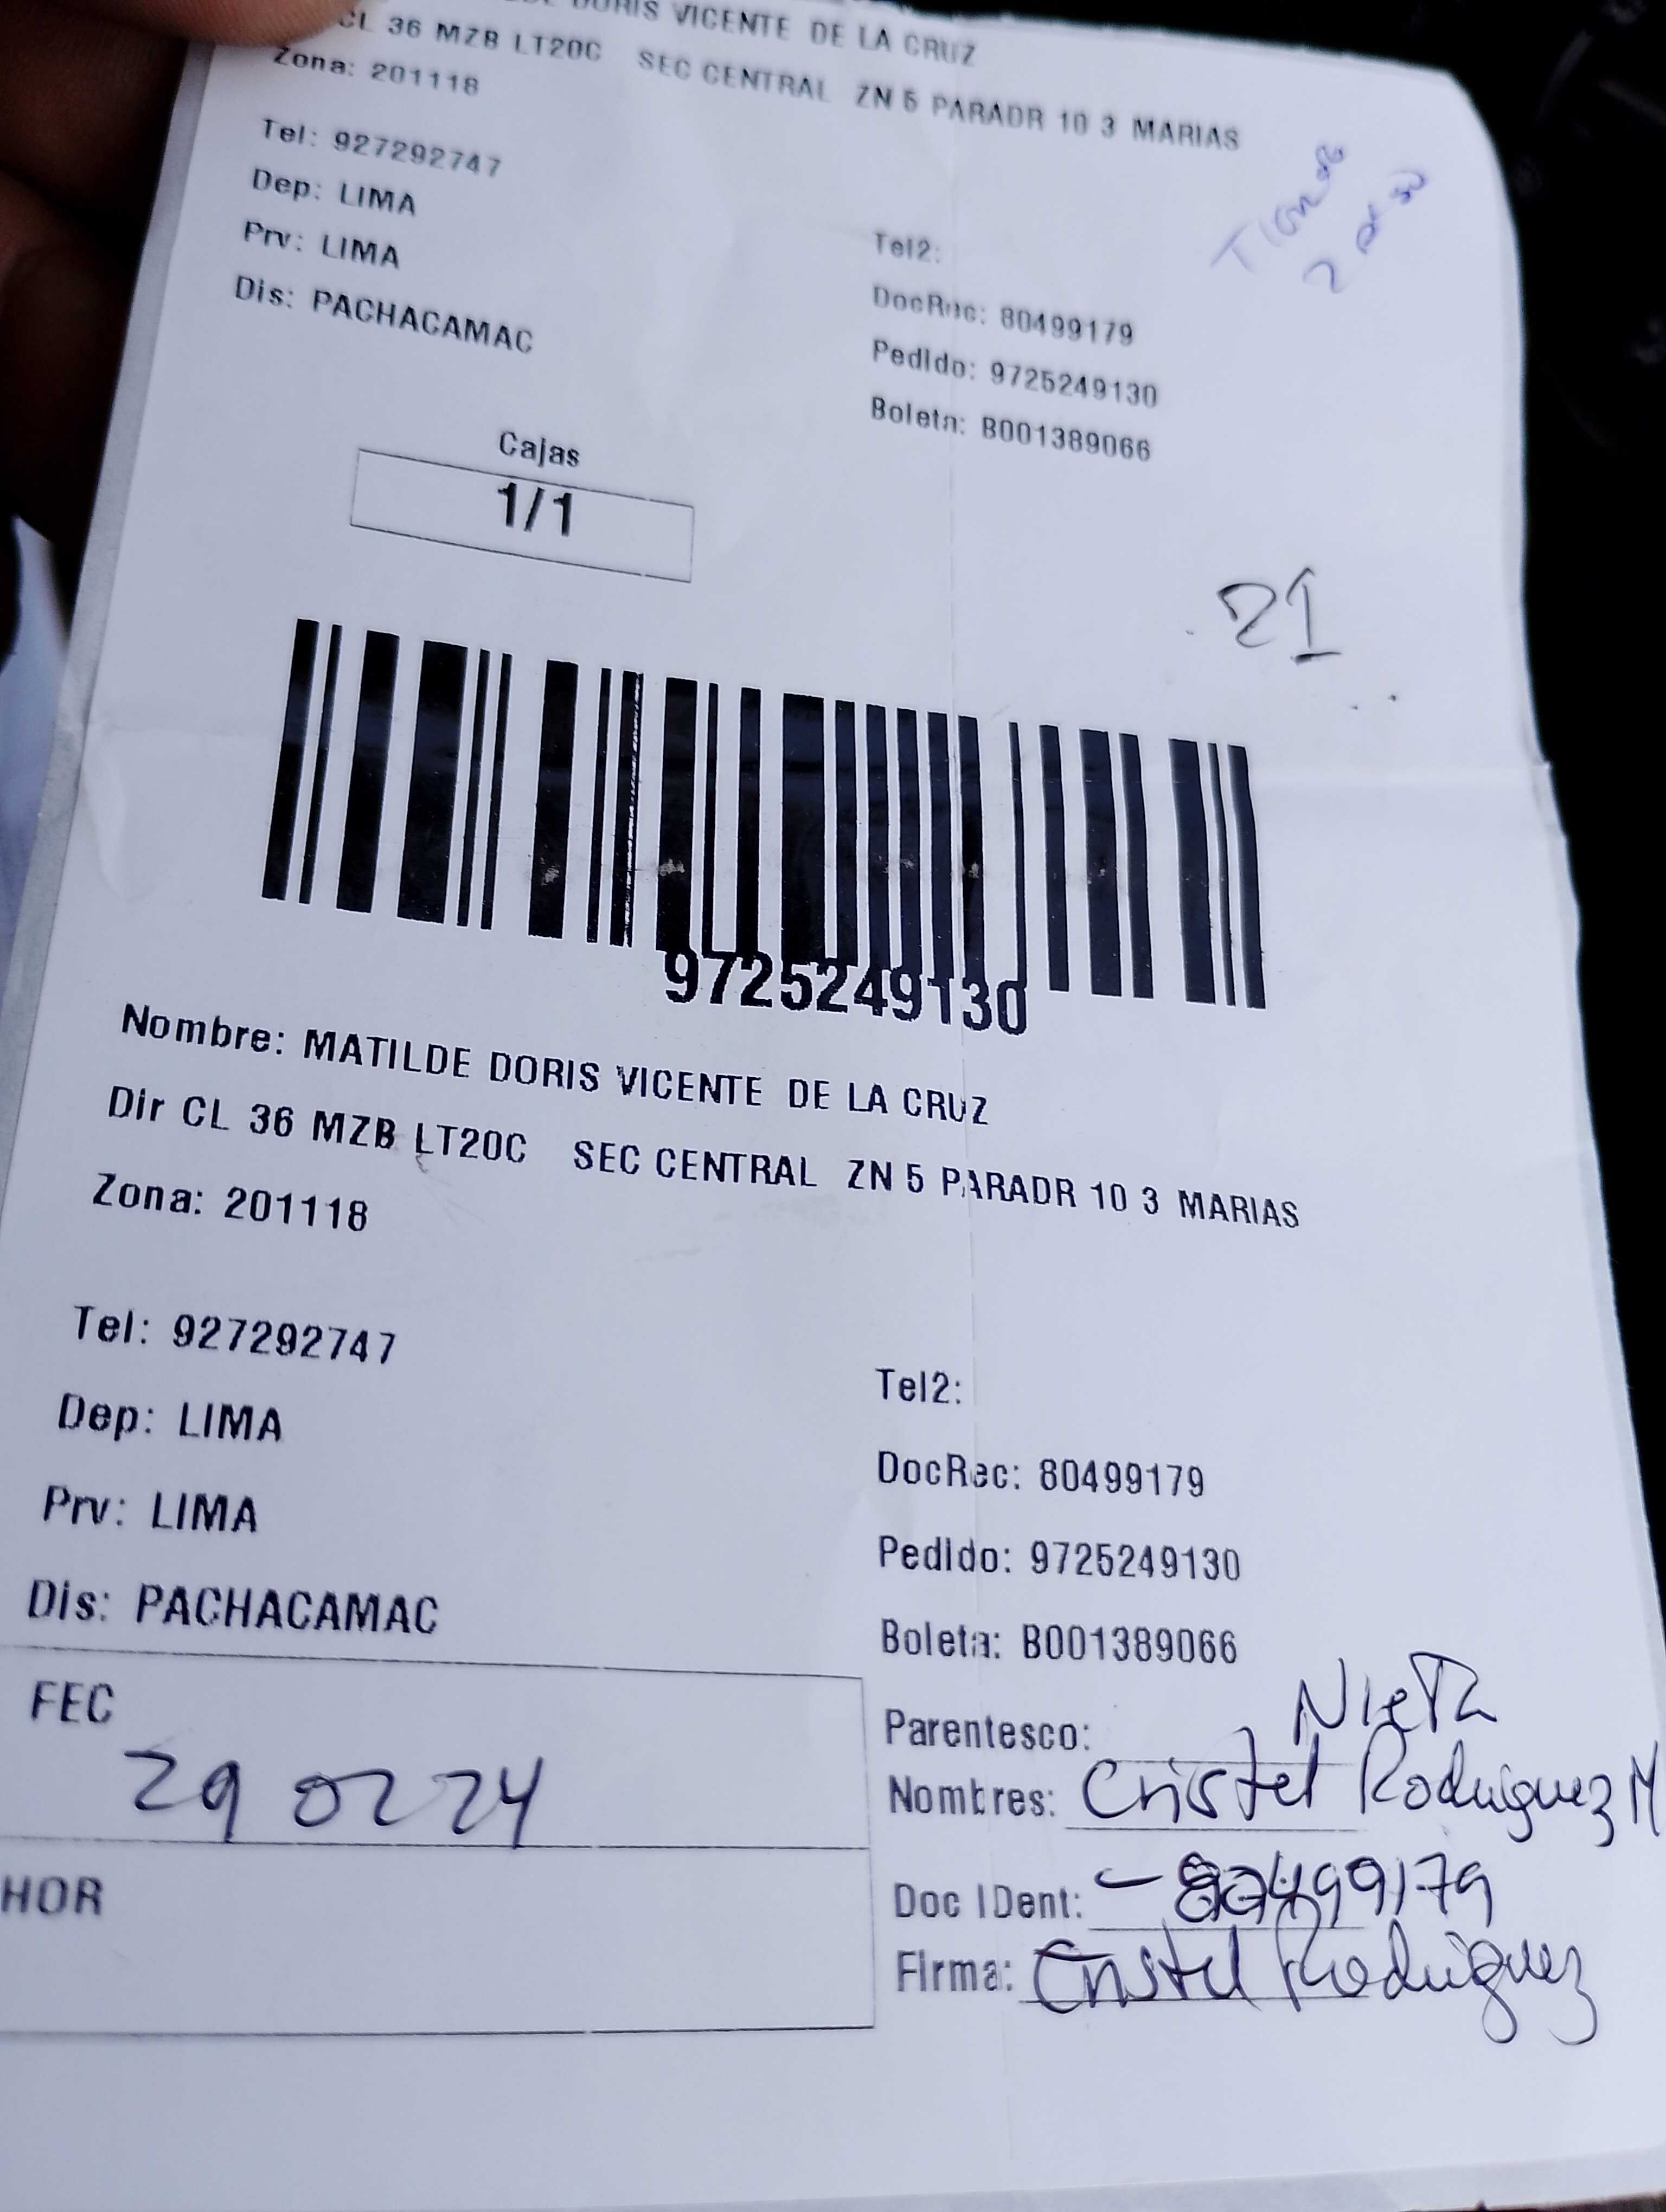 DORIS VICENTE DE LA CRUZ
CL 36 MZB LT20C SEC CENTRAL ZN 5 PARADR 10 3 MARIAS
Zona: 201118
Tel: 927292747
Dep: LIMA
Prv: LIMA
Dis: PACHACAMAC
Tel2:
DocRec: 80499179
Pedido: 9725249130
Boleta: B001389066
Cajas
1/1
21
9725249130
Nombre: MATILDE DORIS VICENTE DE LA CRUZ
Dir CL 36 MZB LT20C SEC CENTRAL ZN 5 PARADR 10 3 MARIAS
Zona: 201118
Tel: 927292747
Dep: LIMA
Prv: LIMA
Dis: PACHACAMAC
Tel2:
DocRec: 80499179
Pedido: 9725249130
Boleta: B001389066
FEC
29 02 24
HOR
Parentesco: Nieta
Nombres: Cristel Rodriguez M
Doc IDent: - 80499179
Firma: Cristel Rodriguez